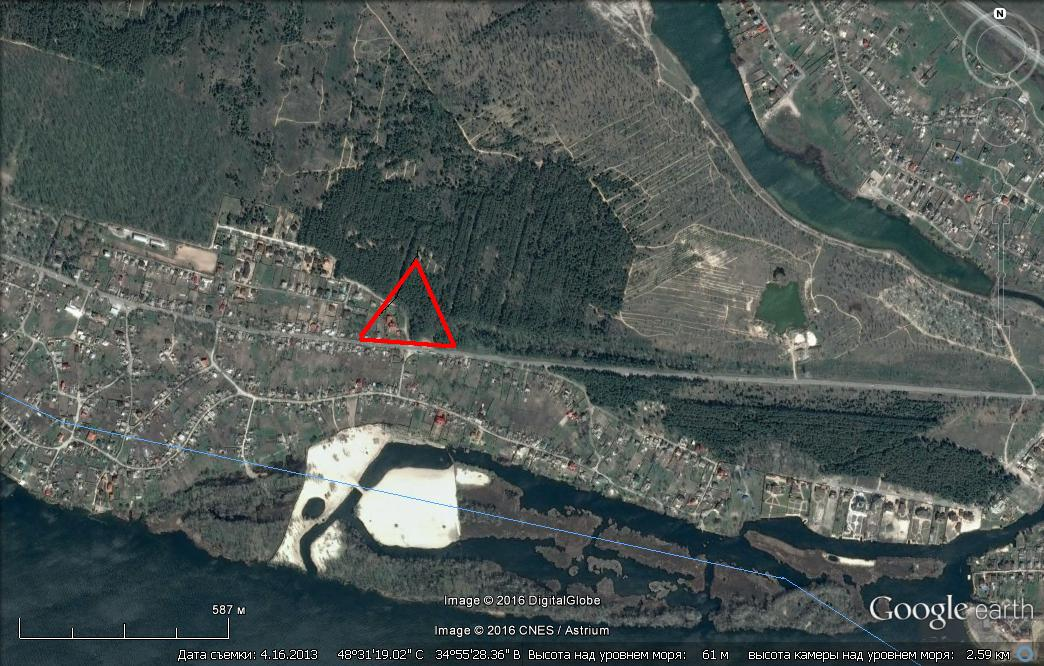 N
587 м
Image © 2016 DigitalGlobe
Image © 2016 CNES / Astrium
Google earth
Дата съемки: 4.16.2013 48°31'19.02" С 34°55'28.36" В Высота над уровнем моря: 61 м высота камеры над уровнем моря: 2.59 км